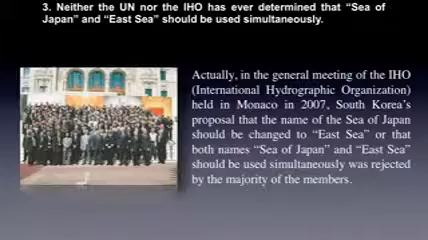 3. Neither the UN nor the IHO has ever determined that “Sea of
Japan” and “East Sea” should be used simultaneously.
Actually, in the general meeting of the IHO
(International Hydrographic Organization)
held in Monaco in 2007, South Korea’s
proposal that the name of the Sea of Japan
should be changed to “East Sea” or that
both names “Sea of Japan” and “East Sea”
should be used simultaneously was rejected
by the majority of the members.